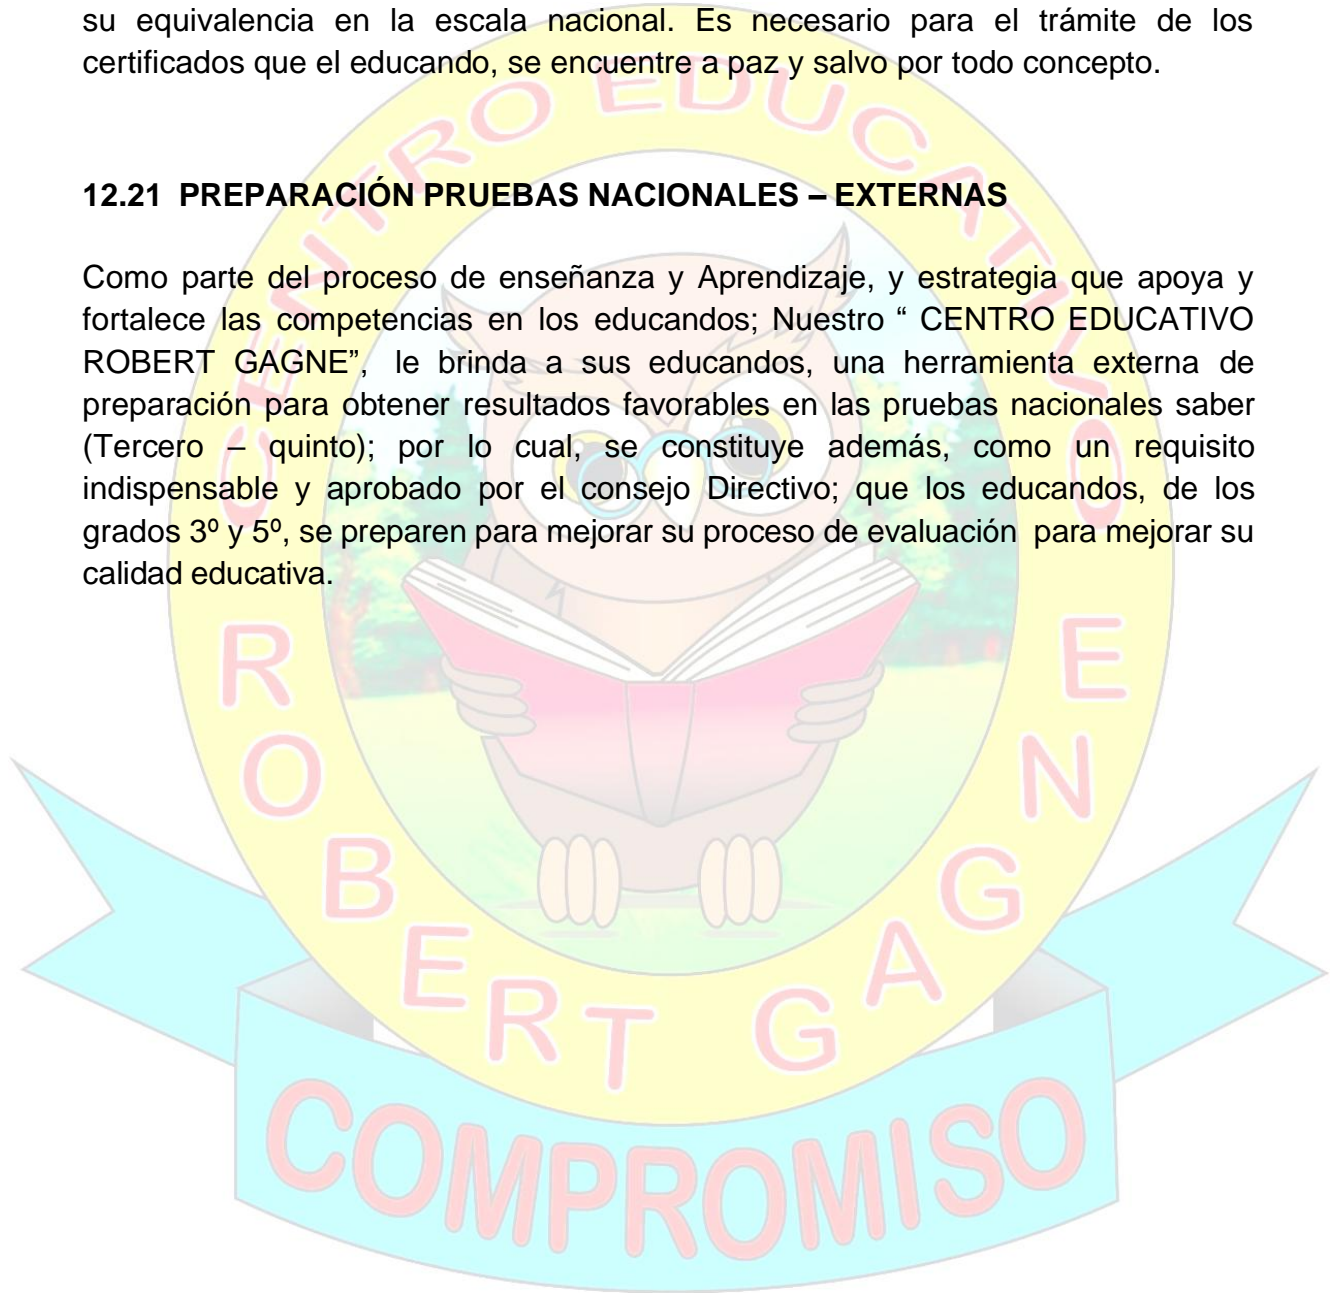 su equivalencia en la escala nacional. Es necesario para el trámite de los
certificados que el educando, se encuentre a paz y salvo por todo concepto.
12.21 PREPARACIÓN PRUEBAS NACIONALES – EXTERNAS
Como parte del proceso de enseñanza y Aprendizaje, y estrategia que apoya y
fortalece las competencias en los educandos; Nuestro “ CENTRO EDUCATIVO
ROBERT GAGNE”, le brinda a sus educandos, una herramienta externa de
preparación para obtener resultados favorables en las pruebas nacionales saber
(Tercero – quinto); por lo cual, se constituye además, como un requisito
indispensable y aprobado por el consejo Directivo; que los educandos, de los
grados 3º y 5º, se preparen para mejorar su proceso de evaluación para mejorar su
calidad educativa.
CENTRO EDUCATIVO
ROBERT GAGNE
COMPROMISO